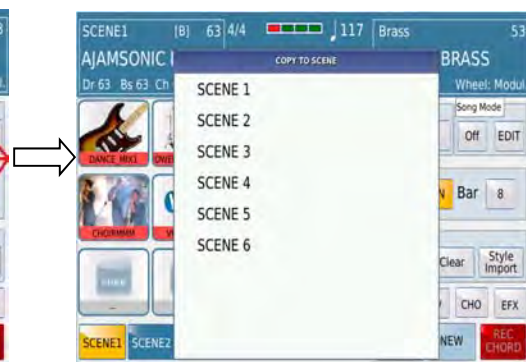 SCENE1 [B] 63 4/4 117 Brass 53
AJAMSONIC BRASS
COPY TO SCENE
Dr 63 Bs 63 Ch Wheel: Modul
SCENE 1
SCENE 2
SCENE 3
SCENE 4
SCENE 5
SCENE 6
Song Mode
Off EDIT
DANCE_MIX1
N Bar 8
CHOIRMMM
Clear Style Import
CHO EFX
SCENE1 SCENE2 NEW REC CHORD